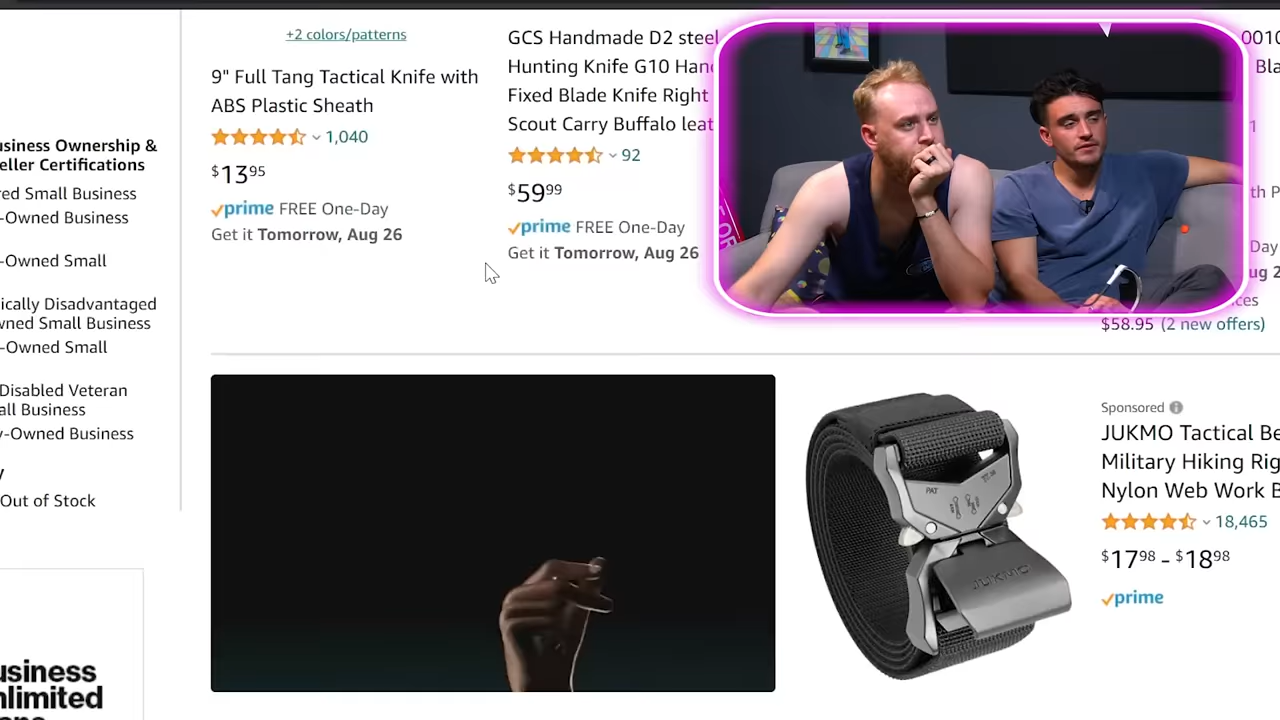 +2 colors/patterns
9" Full Tang Tactical Knife with
ABS Plastic Sheath
1,040
$13.95
prime FREE One-Day
Get it Tomorrow, Aug 26
GCS Handmade D2 steel
Hunting Knife G10 Hand
Fixed Blade Knife Right
Scout Carry Buffalo leat
92
$59.99
prime FREE One-Day
Get it Tomorrow, Aug 26
$58.95 (2 new offers)
usiness Ownership &
eller Certifications
red Small Business
-Owned Business
-Owned Small
ically Disadvantaged
wned Small Business
-Owned Small
Disabled Veteran
all Business
y-Owned Business
Out of Stock
usiness
nlimited
PAT
JUKMO
Sponsored
JUKMO Tactical Be
Military Hiking Rig
Nylon Web Work B
18,465
$17.98 - $18.98
prime